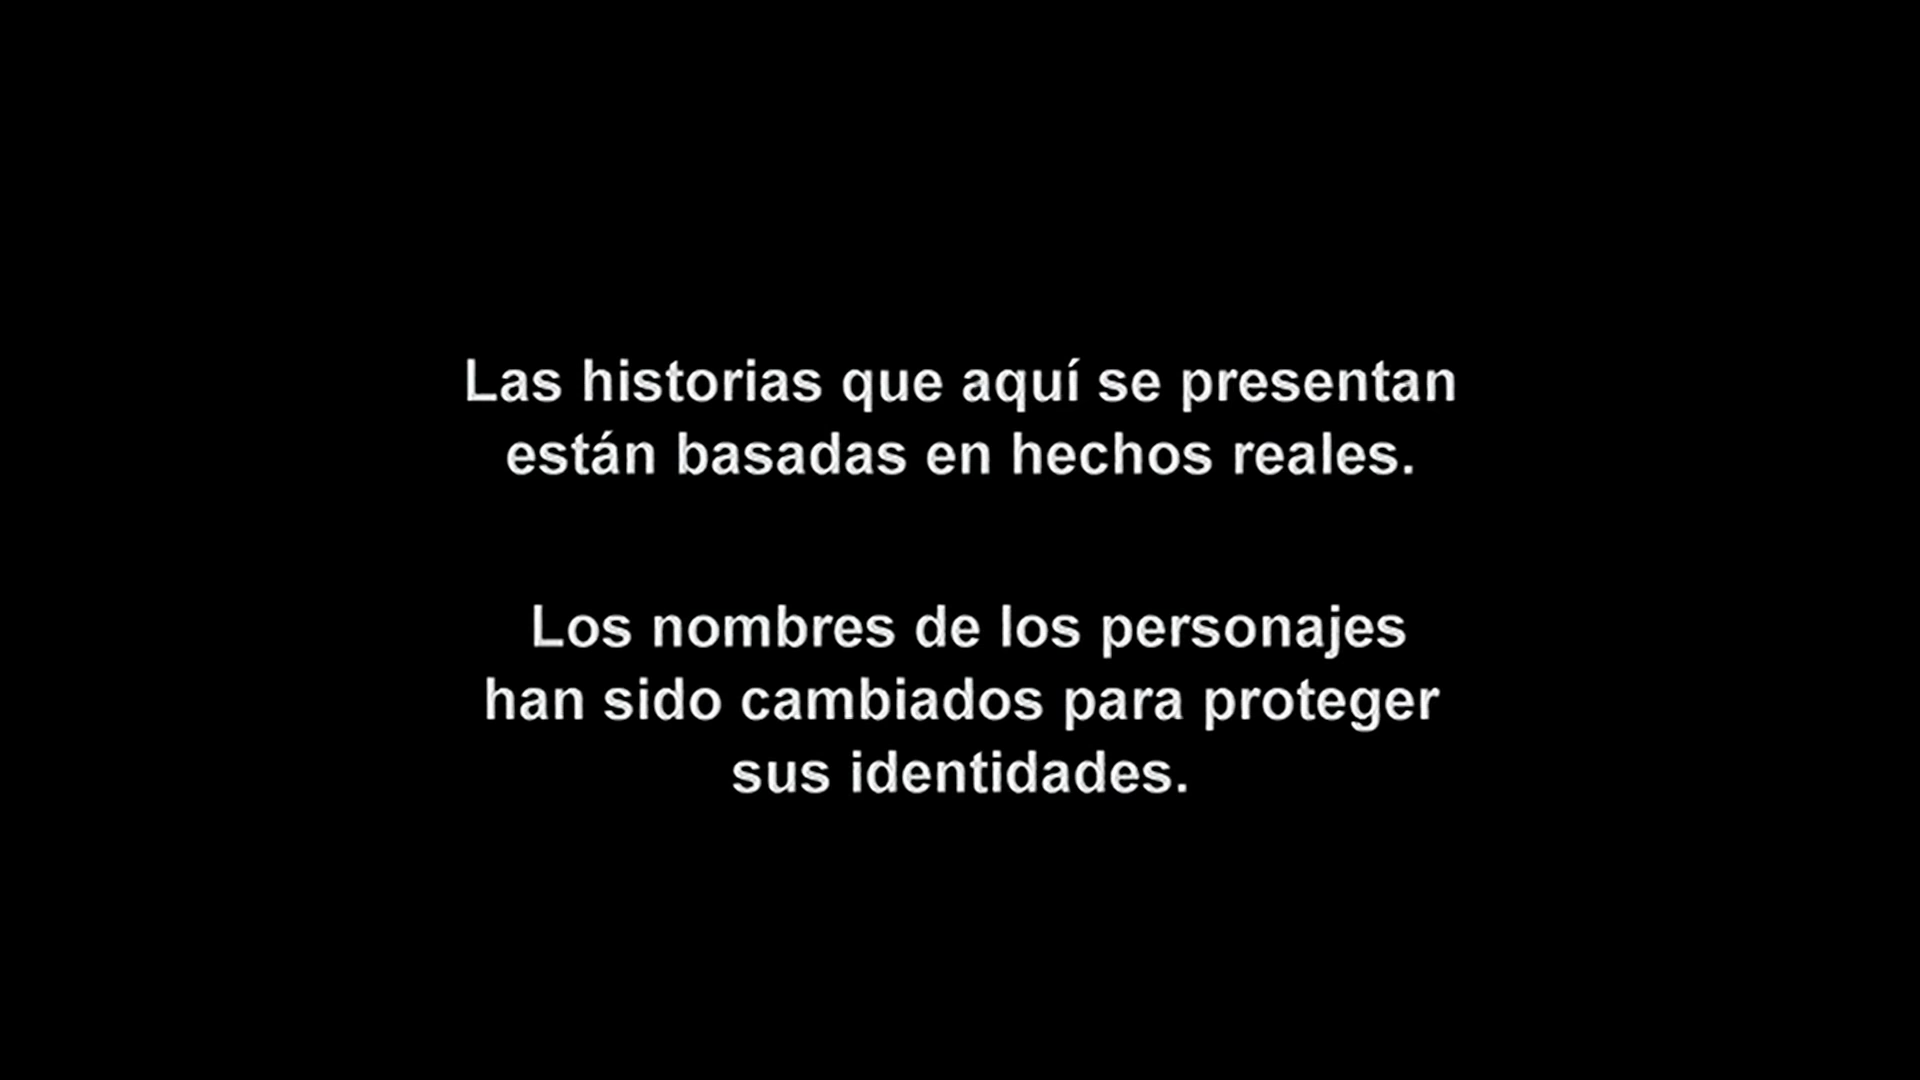 Las historias que aquí se presentan
están basadas en hechos reales.
Los nombres de los personajes
han sido cambiados para proteger
sus identidades.